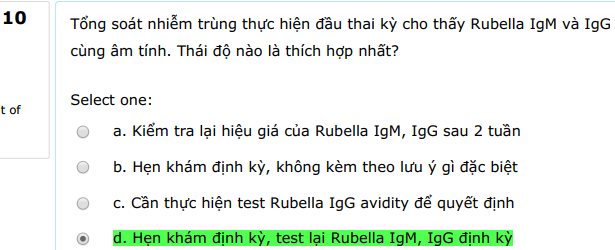 10
Tổng soát nhiễm trùng thực hiện đầu thai kỳ cho thấy Rubella IgM và IgG
cùng âm tính. Thái độ nào là thích hợp nhất?
t of
Select one:
a. Kiểm tra lại hiệu giá của Rubella IgM, IgG sau 2 tuần
b. Hẹn khám định kỳ, không kèm theo lưu ý gì đặc biệt
c. Cần thực hiện test Rubella IgG avidity để quyết định
d. Hẹn khám định kỳ, test lại Rubella IgM, IgG định kỳ